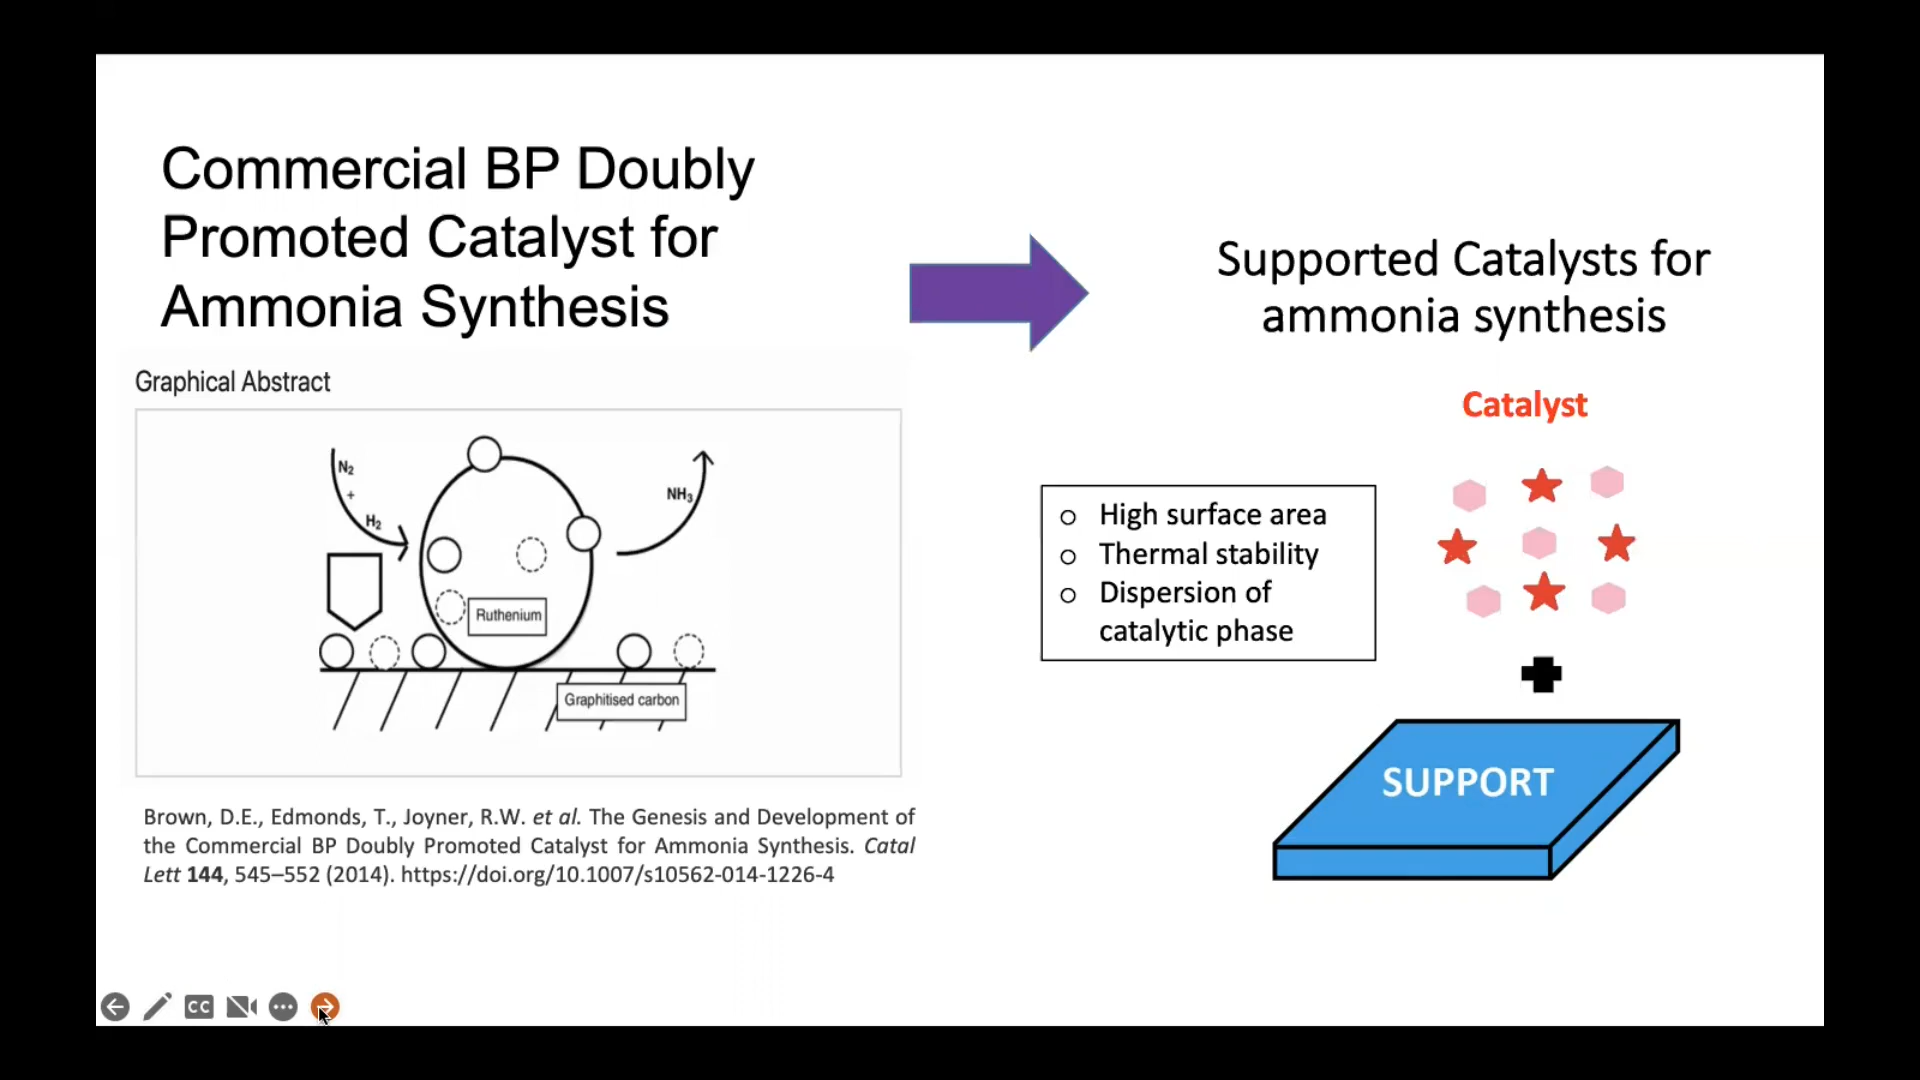 Commercial BP Doubly
Promoted Catalyst for
Ammonia Synthesis
Graphical Abstract
N2
+
H2
NH3
Ruthenium
Graphitised carbon
Brown, D.E., Edmonds, T., Joyner, R.W. et al. The Genesis and Development of
the Commercial BP Doubly Promoted Catalyst for Ammonia Synthesis. Catal
Lett 144, 545–552 (2014). https://doi.org/10.1007/s10562-014-1226-4
Supported Catalysts for
ammonia synthesis
Catalyst
High surface area
Thermal stability
Dispersion of
catalytic phase
SUPPORT
CC